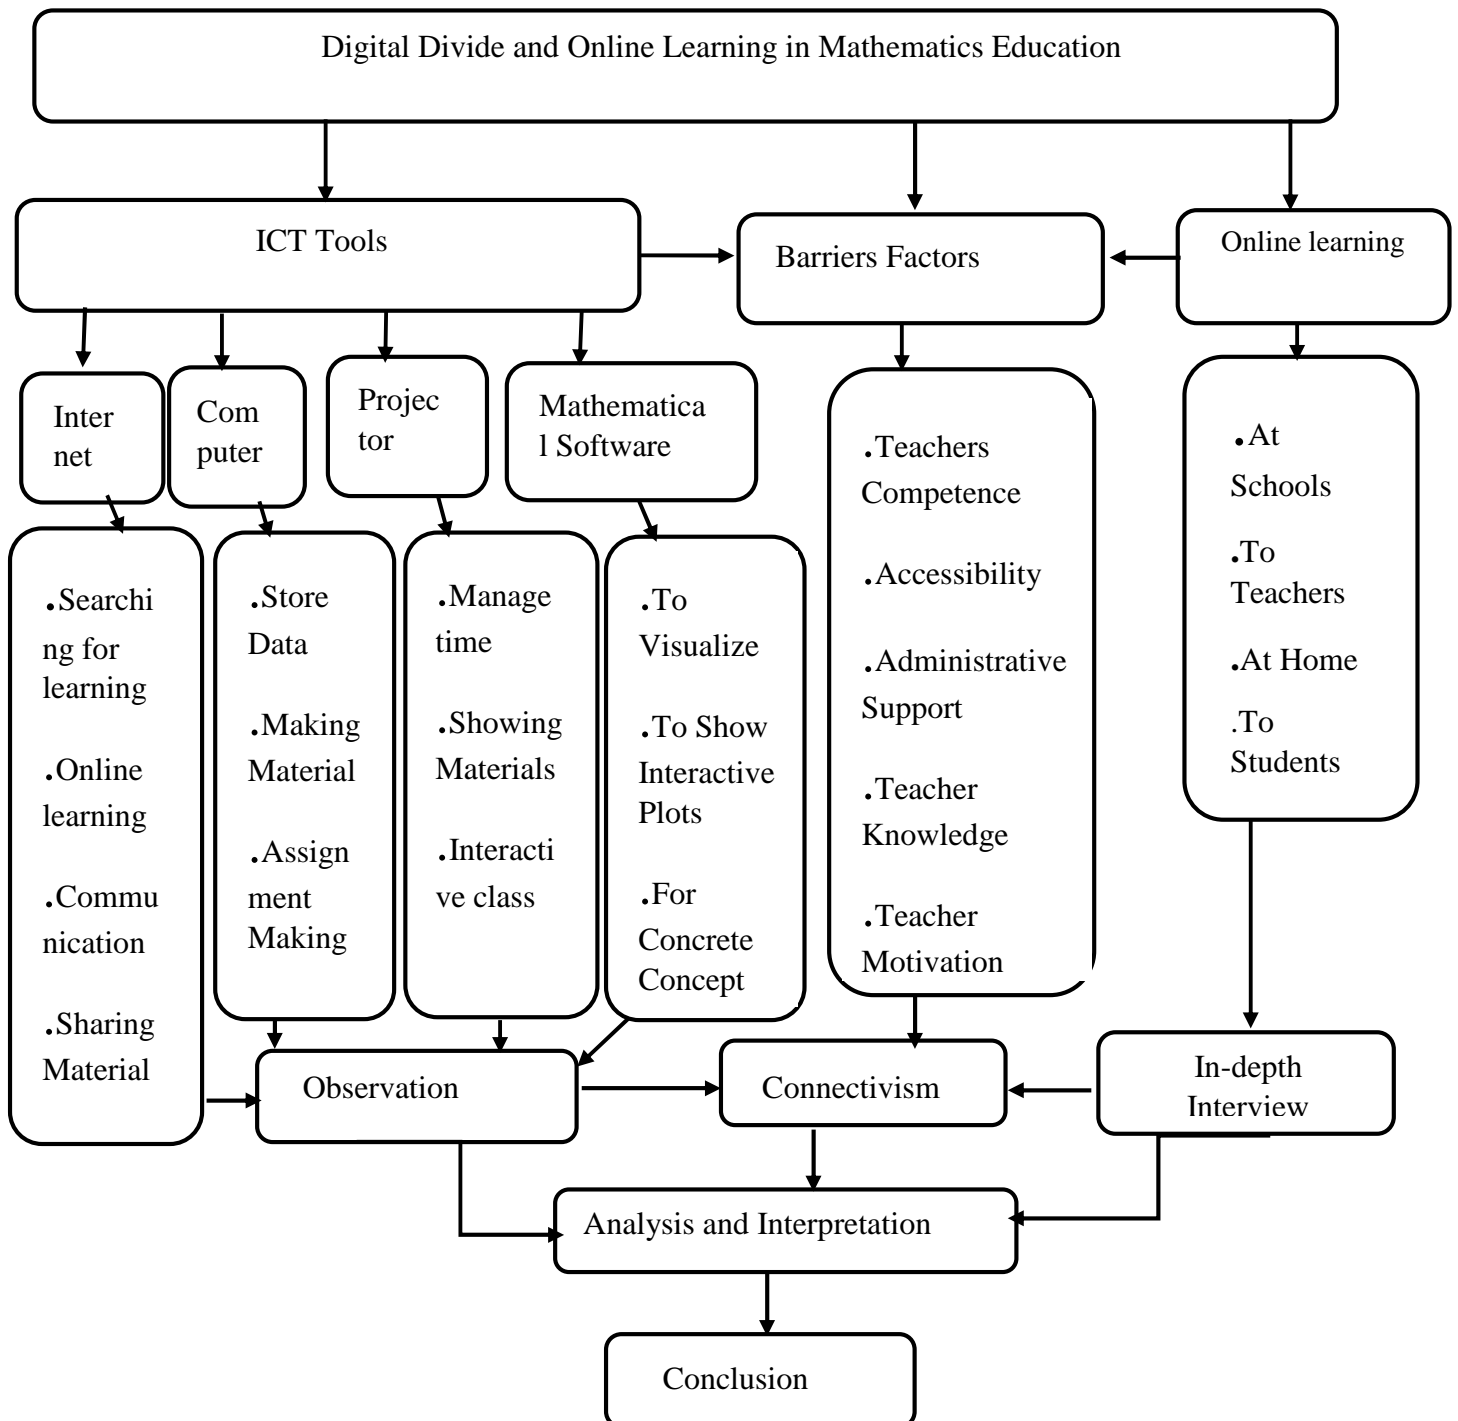 Digital Divide and Online Learning in Mathematics Education
ICT Tools
Barriers Factors
Online learning
Inter
net
Com
puter
Projec
tor
Mathematica
l Software
.Searchi
ng for
learning
.Online
learning
.Commu
nication
.Sharing
Material
.Store
Data
.Making
Material
.Assign
ment
Making
.Manage
time
.Showing
Materials
.Interacti
ve class
.To
Visualize
.To Show
Interactive
Plots
.For
Concrete
Concept
.Teachers
Competence
.Accessibility
.Administrative
Support
.Teacher
Knowledge
.Teacher
Motivation
.At
Schools
.To
Teachers
.At Home
.To
Students
Observation
Connectivism
In-depth
Interview
Analysis and Interpretation
Conclusion